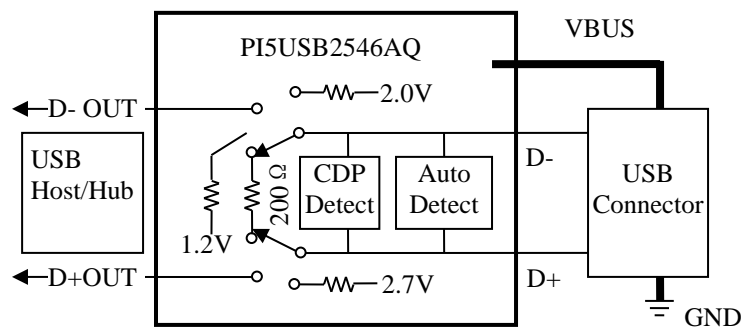 PI5USB2546AQ
VBUS
2.0V
D- OUT
USB
Host/Hub
200 Ω
CDP
Detect
Auto
Detect
D-
USB
Connector
1.2V
D+OUT
2.7V
D+
GND